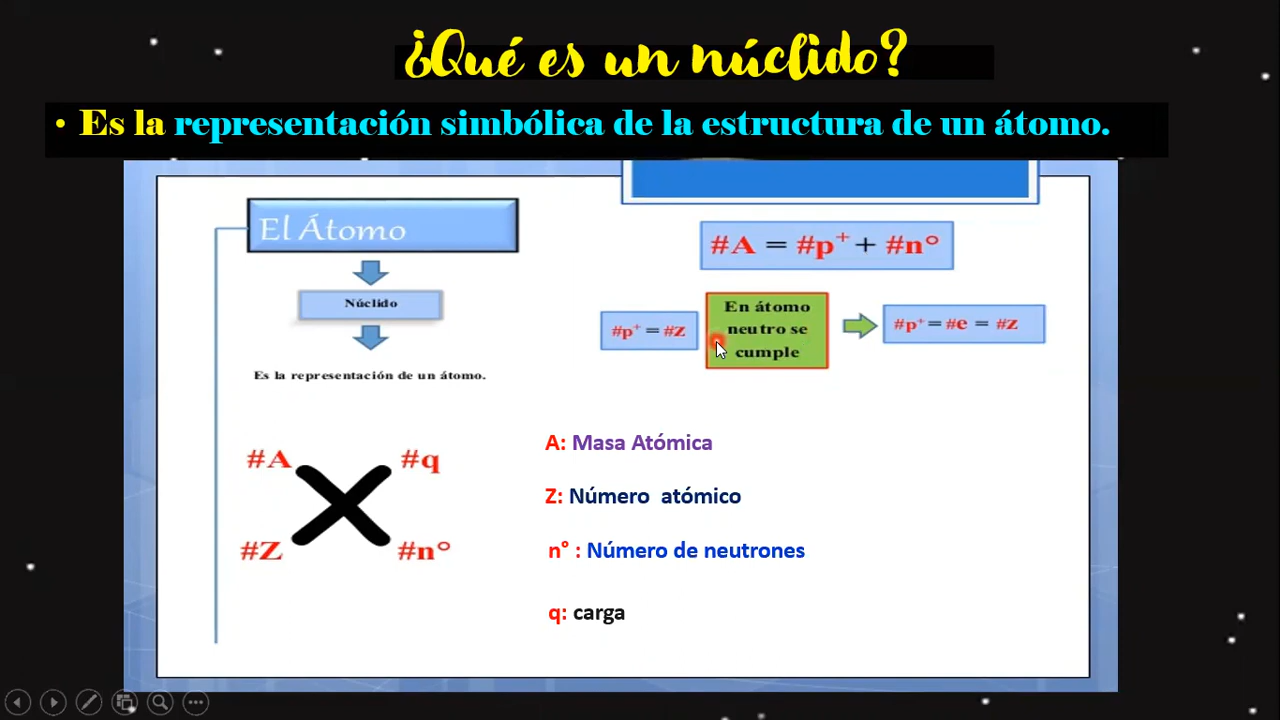 ¿Qué es un núclido?
• Es la representación simbólica de la estructura de un átomo.
El Átomo
Núclido
Es la representación de un átomo.
#A = #p⁺ + #n°
#p⁺ = #Z
En átomo
neutro se
cumple
#p⁺ = #e = #Z
#A #q
X
#Z #n°
A: Masa Atómica
Z: Número atómico
n° : Número de neutrones
q: carga